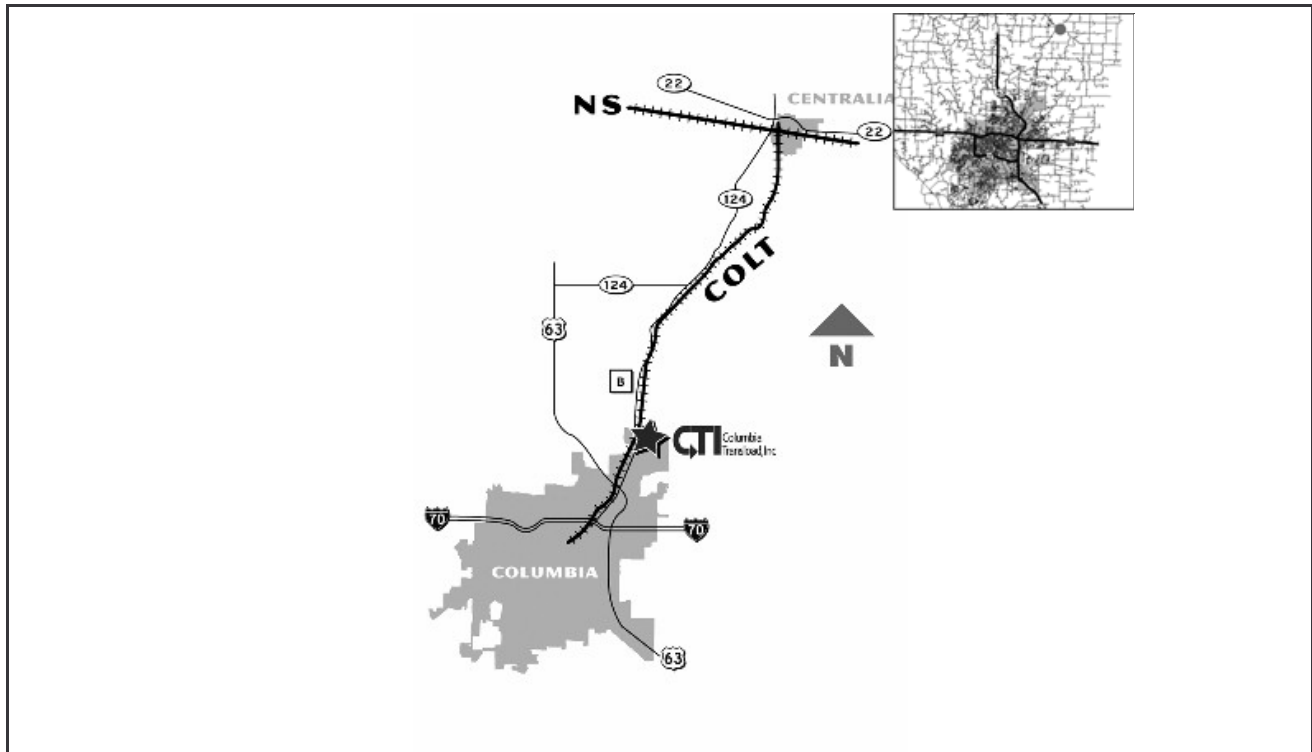 22
NS
CENTRALIA
22
124
COLT
124
63
N
B
CTI
Columbia
Transload, Inc
70
70
COLUMBIA
63